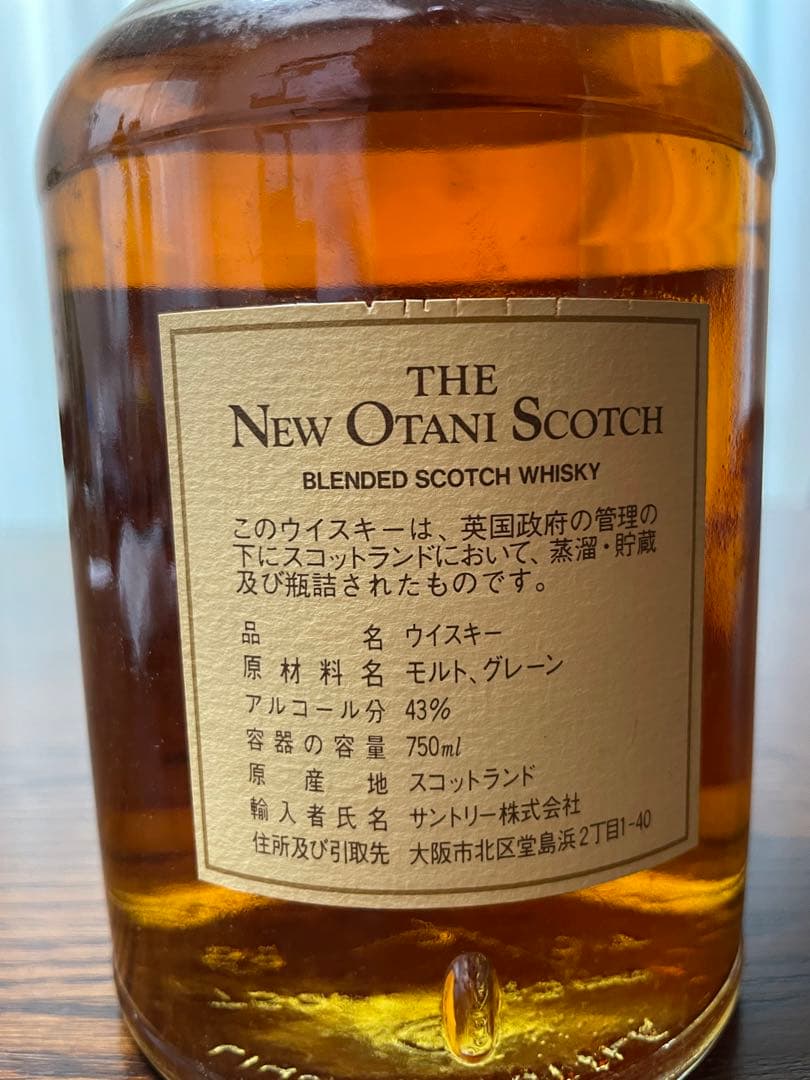 THE
NEW OTANI SCOTCH
BLENDED SCOTCH WHISKY
このウイスキーは、英国政府の管理の
下にスコットランドにおいて、蒸溜・貯蔵
及び瓶詰されたものです。
品名 ウイスキー
原材料名 モルト、グレーン
アルコール分 43%
容器の容量 750ml
原産地 スコットランド
輸入者氏名 サントリー株式会社
住所及び引取先 大阪市北区堂島浜2丁目1-40